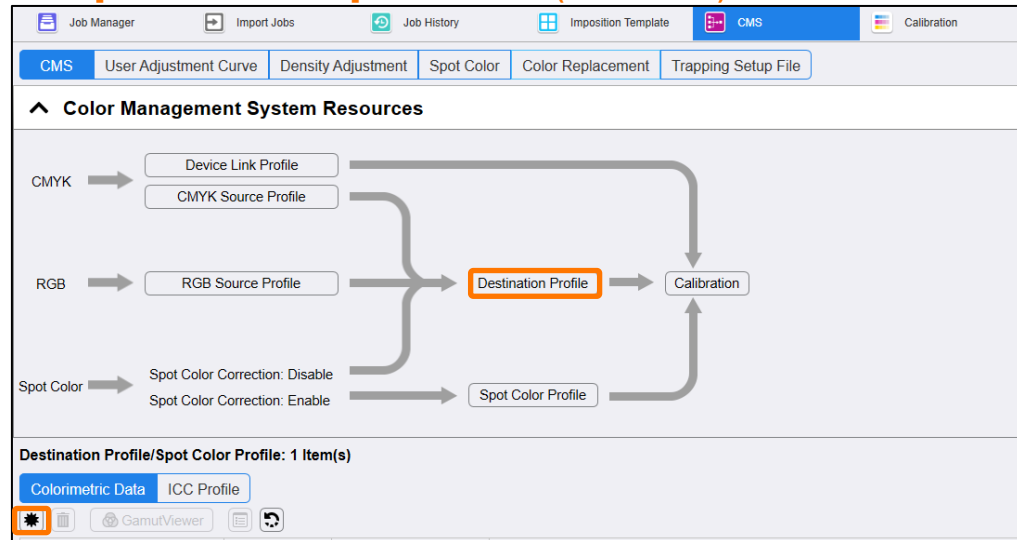 Job Manager Import Jobs Job History Imposition Template CMS Calibration
CMS User Adjustment Curve Density Adjustment Spot Color Color Replacement Trapping Setup File
Color Management System Resources
Device Link Profile
CMYK
CMYK Source Profile
RGB RGB Source Profile Destination Profile Calibration
Spot Color Correction: Disable
Spot Color
Spot Color Correction: Enable Spot Color Profile
Destination Profile/Spot Color Profile: 1 Item(s)
Colorimetric Data ICC Profile
GamutViewer